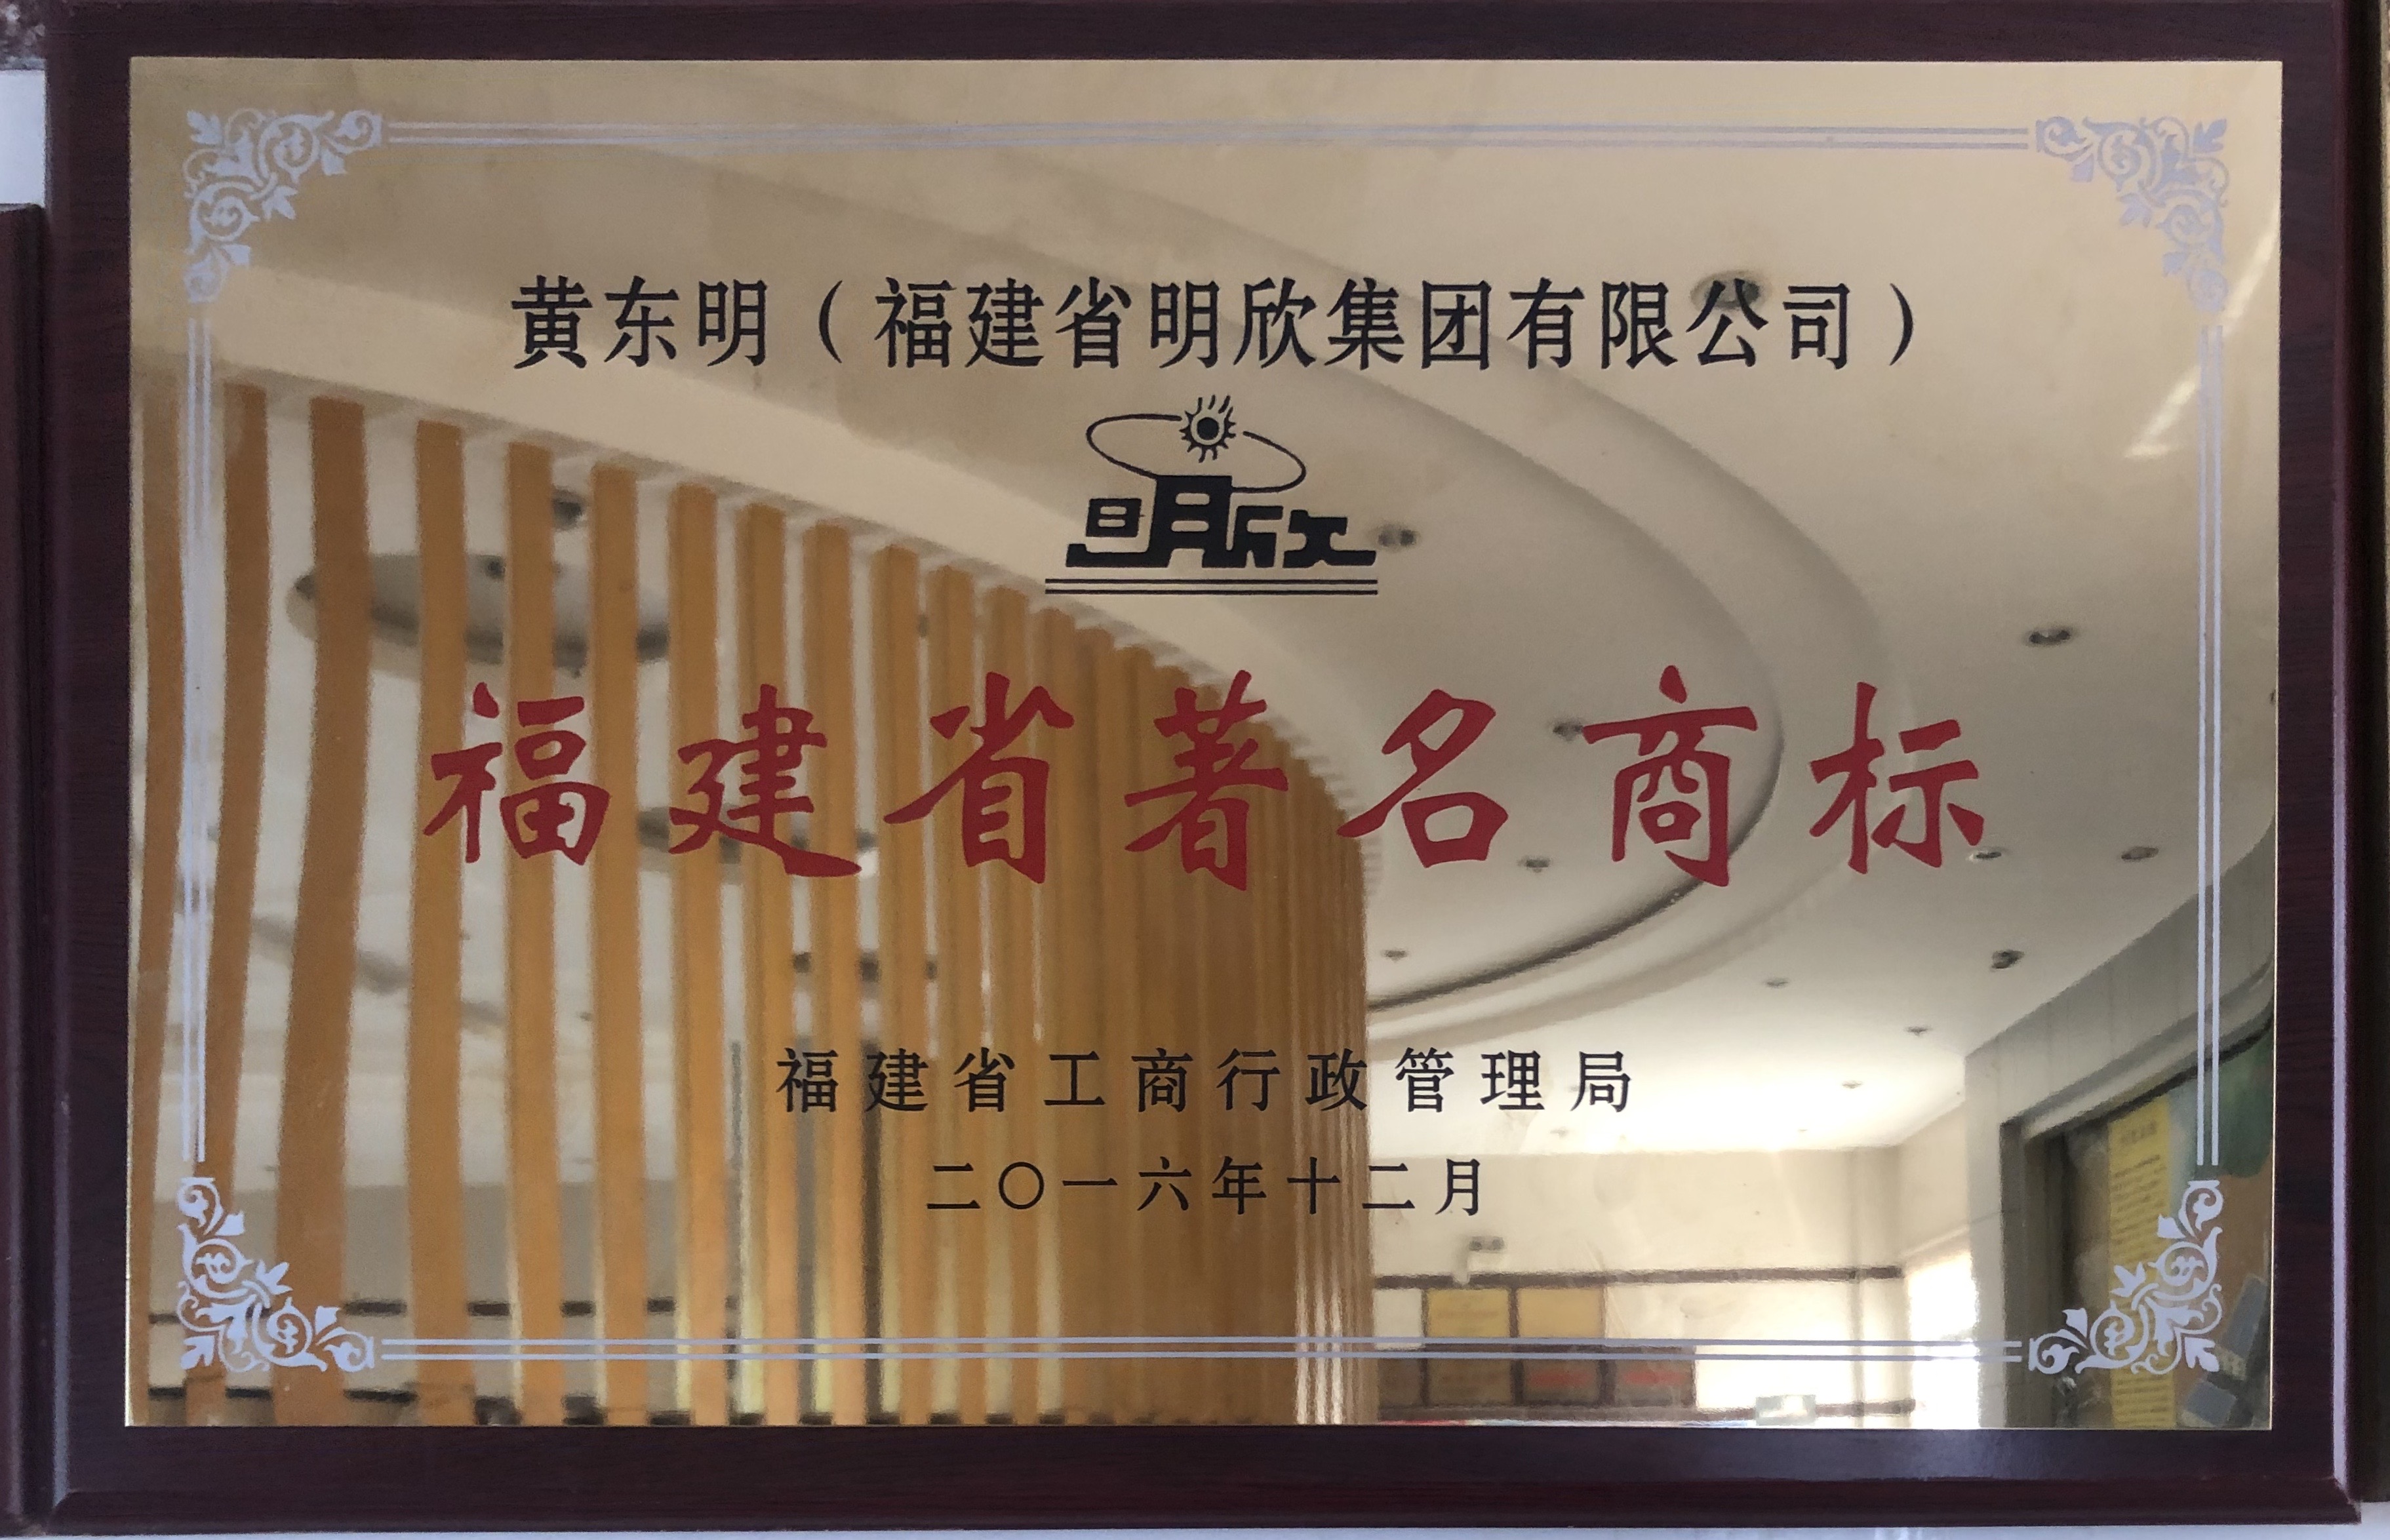 黄东明（福建省明欣集团有限公司）
明欣
福建省著名商标
福建省工商行政管理局
二〇一六年十二月